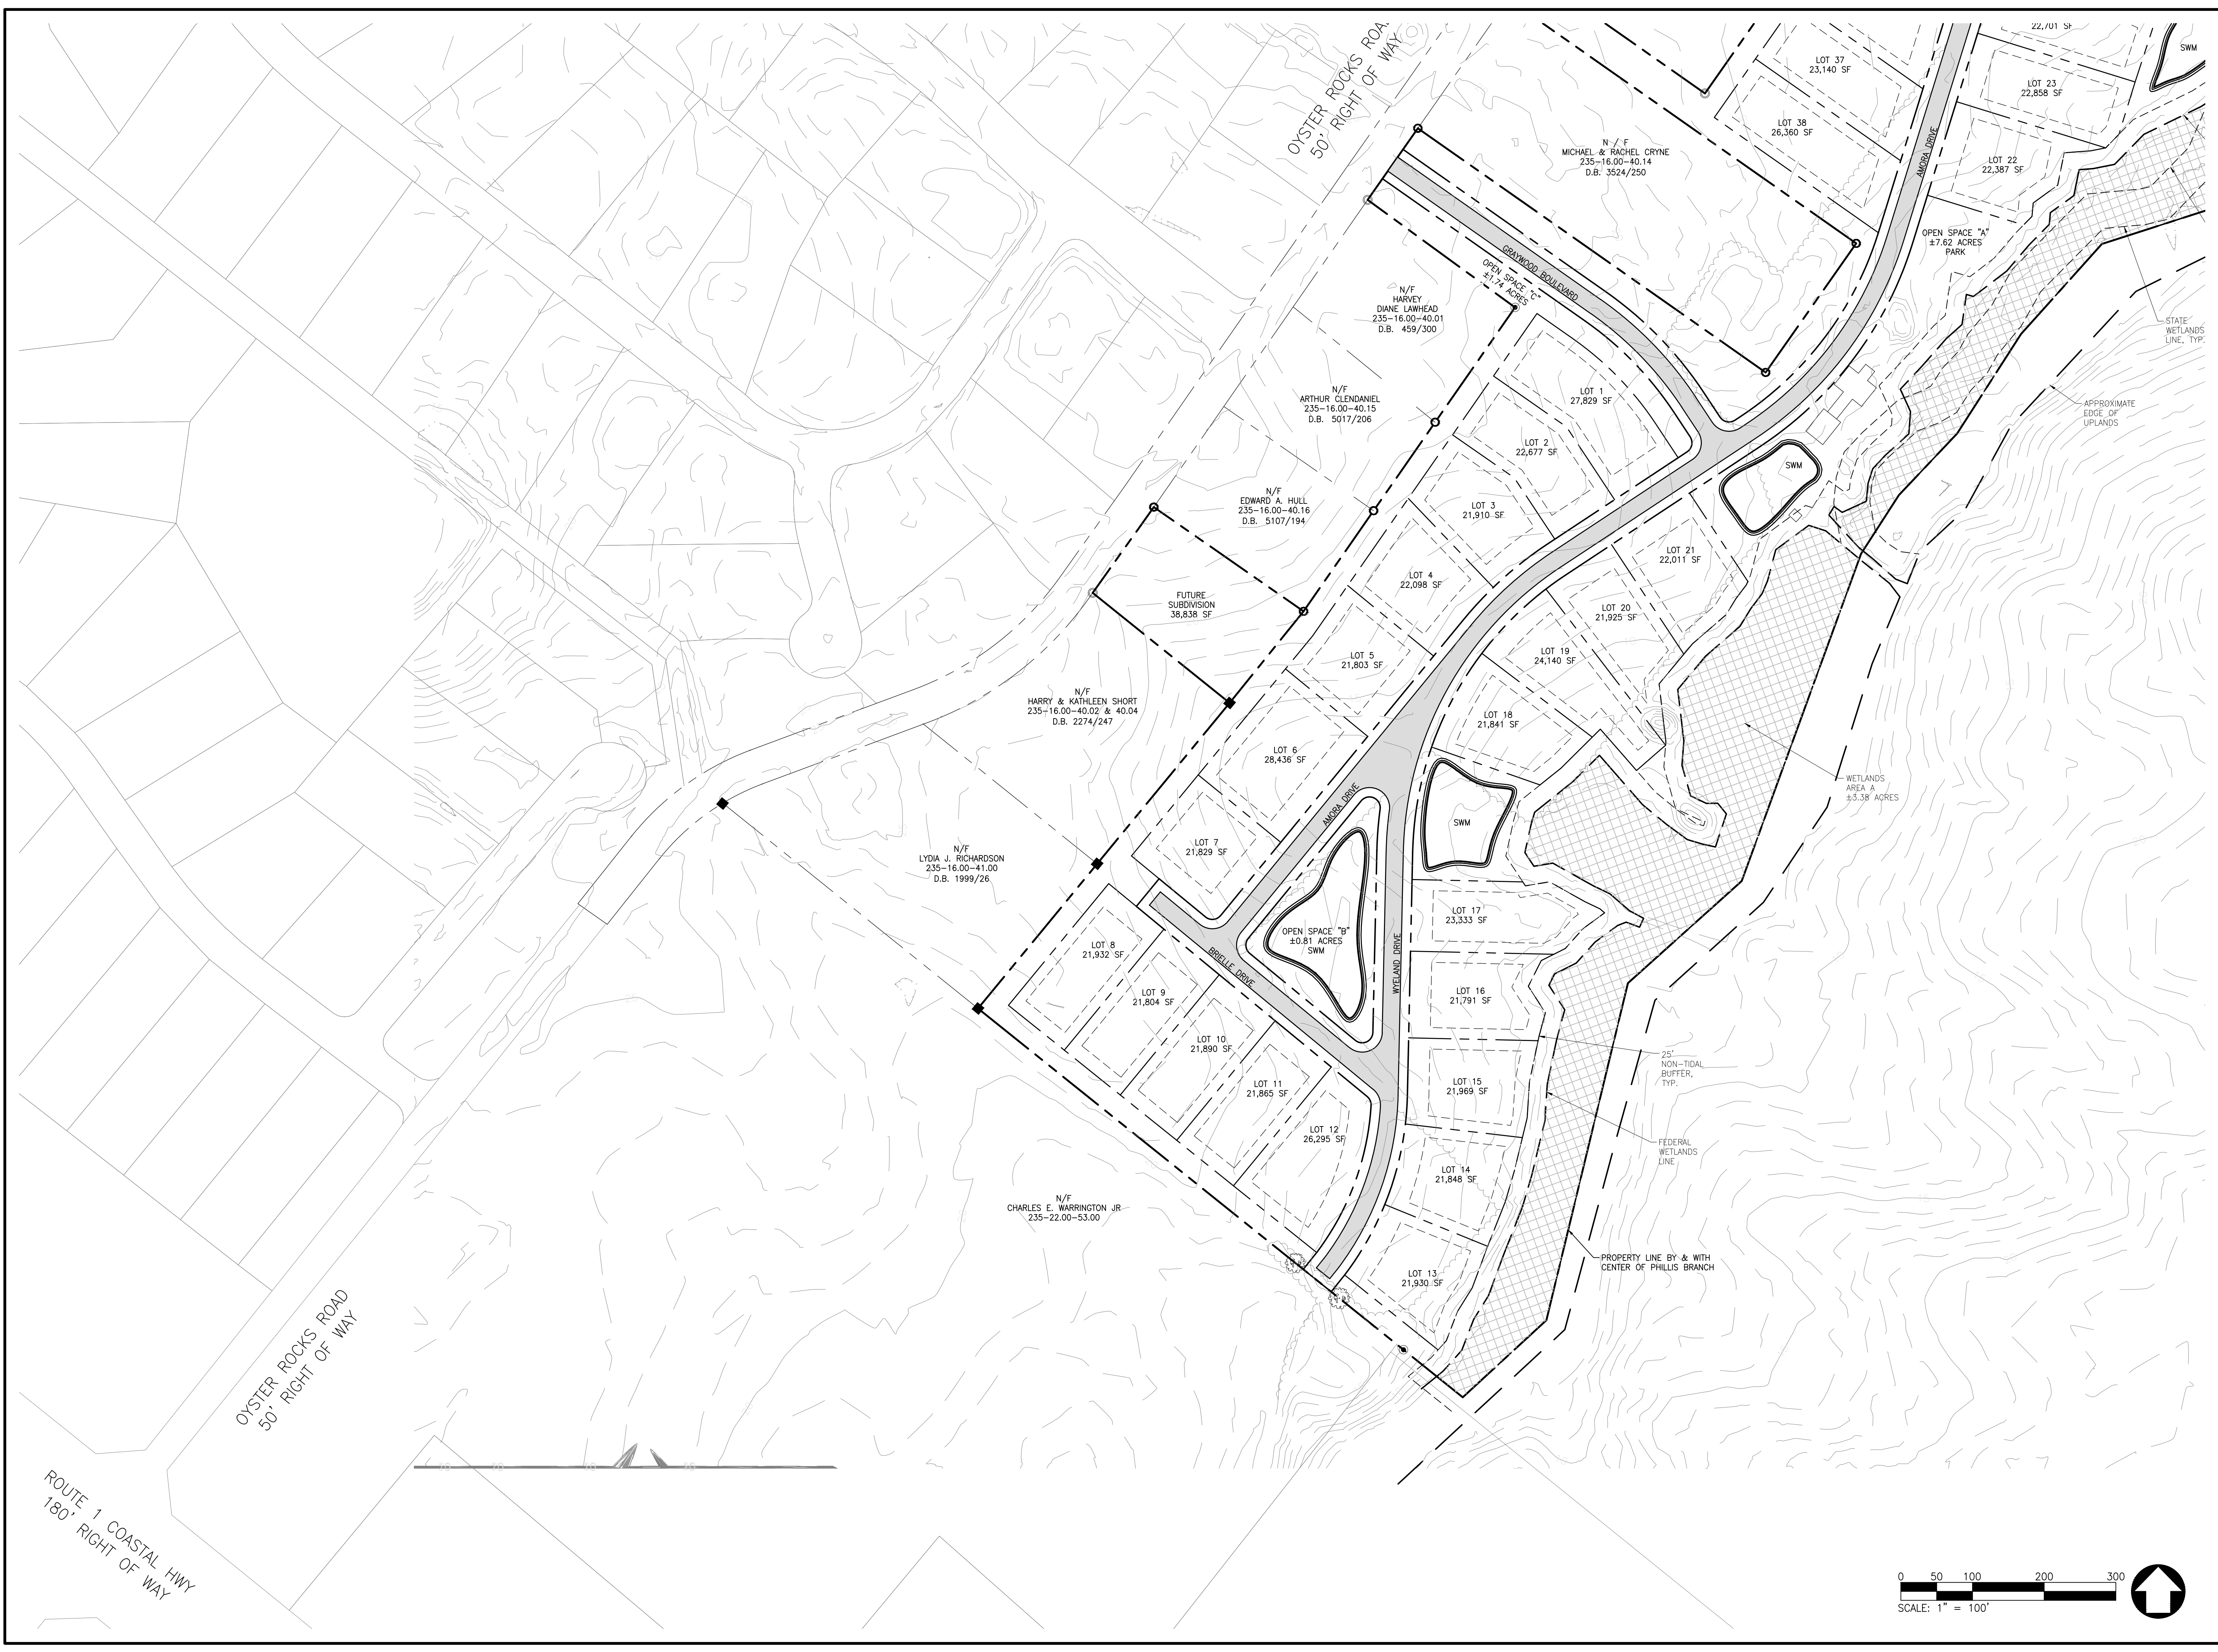 OYSTER ROCKS ROAD
50' RIGHT OF WAY
22,701 SF
SWM
LOT 37
23,140 SF
LOT 23
22,858 SF
LOT 38
26,360 SF
AMORA DRIVE
N / F
MICHAEL & RACHEL CRYNE
235-16.00-40.14
D.B. 3524/250
LOT 22
22,387 SF
OPEN SPACE "A"
±7.62 ACRES
PARK
GRAYWOOD BOULEVARD
OPEN SPACE "C"
±1.74 ACRES
N/F
HARVEY
DIANE LAWHEAD
235-16.00-40.01
D.B. 459/300
STATE
WETLANDS
LINE, TYP.
N/F
ARTHUR CLENDANIEL
235-16.00-40.15
D.B. 5017/206
LOT 1
27,829 SF
APPROXIMATE
EDGE OF
UPLANDS
LOT 2
22,677 SF
SWM
N/F
EDWARD A. HULL
235-16.00-40.16
D.B. 5107/194
LOT 3
21,910 SF
LOT 21
22,011 SF
LOT 4
22,098 SF
FUTURE
SUBDIVISION
38,838 SF
LOT 20
21,925 SF
LOT 5
21,803 SF
LOT 19
24,140 SF
N/F
HARRY & KATHLEEN SHORT
235-16.00-40.02 & 40.04
D.B. 2274/247
LOT 18
21,841 SF
LOT 6
28,436 SF
WETLANDS
AREA A
±3.38 ACRES
AMORA DRIVE
SWM
LOT 7
21,829 SF
N/F
LYDIA J. RICHARDSON
235-16.00-41.00
D.B. 1999/26
LOT 17
23,333 SF
OPEN SPACE "B"
±0.81 ACRES
SWM
LOT 8
21,932 SF
BRIELLE DRIVE
WYELAND DRIVE
LOT 9
21,804 SF
LOT 16
21,791 SF
LOT 10
21,890 SF
25'
NON-TIDAL
BUFFER,
TYP.
LOT 11
21,865 SF
LOT 15
21,969 SF
LOT 12
26,295 SF
FEDERAL
WETLANDS
LINE
LOT 14
21,848 SF
N/F
CHARLES E. WARRINGTON JR
235-22.00-53.00
PROPERTY LINE BY & WITH
CENTER OF PHILLIS BRANCH
LOT 13
21,930 SF
OYSTER ROCKS ROAD
50' RIGHT OF WAY
ROUTE 1 COASTAL HWY
180' RIGHT OF WAY
0 50 100 200 300
SCALE: 1" = 100'